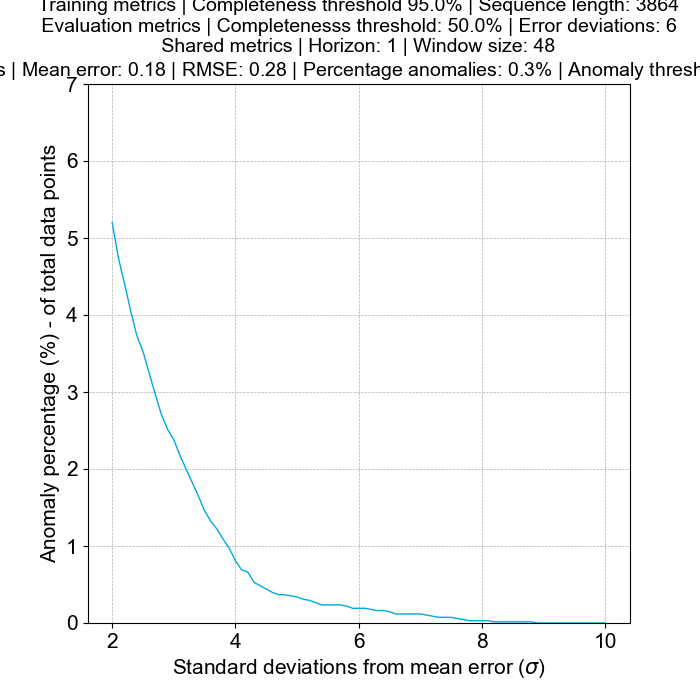 Training metrics | Completeness threshold 95.0% | Sequence length: 3864
Evaluation metrics | Completenesss threshold: 50.0% | Error deviations: 6
Shared metrics | Horizon: 1 | Window size: 48
s | Mean error: 0.18 | RMSE: 0.28 | Percentage anomalies: 0.3% | Anomaly thresh
7
6
5
4
3
2
1
0
Anomaly percentage (%) - of total data points
2 4 6 8 10
Standard deviations from mean error (σ)